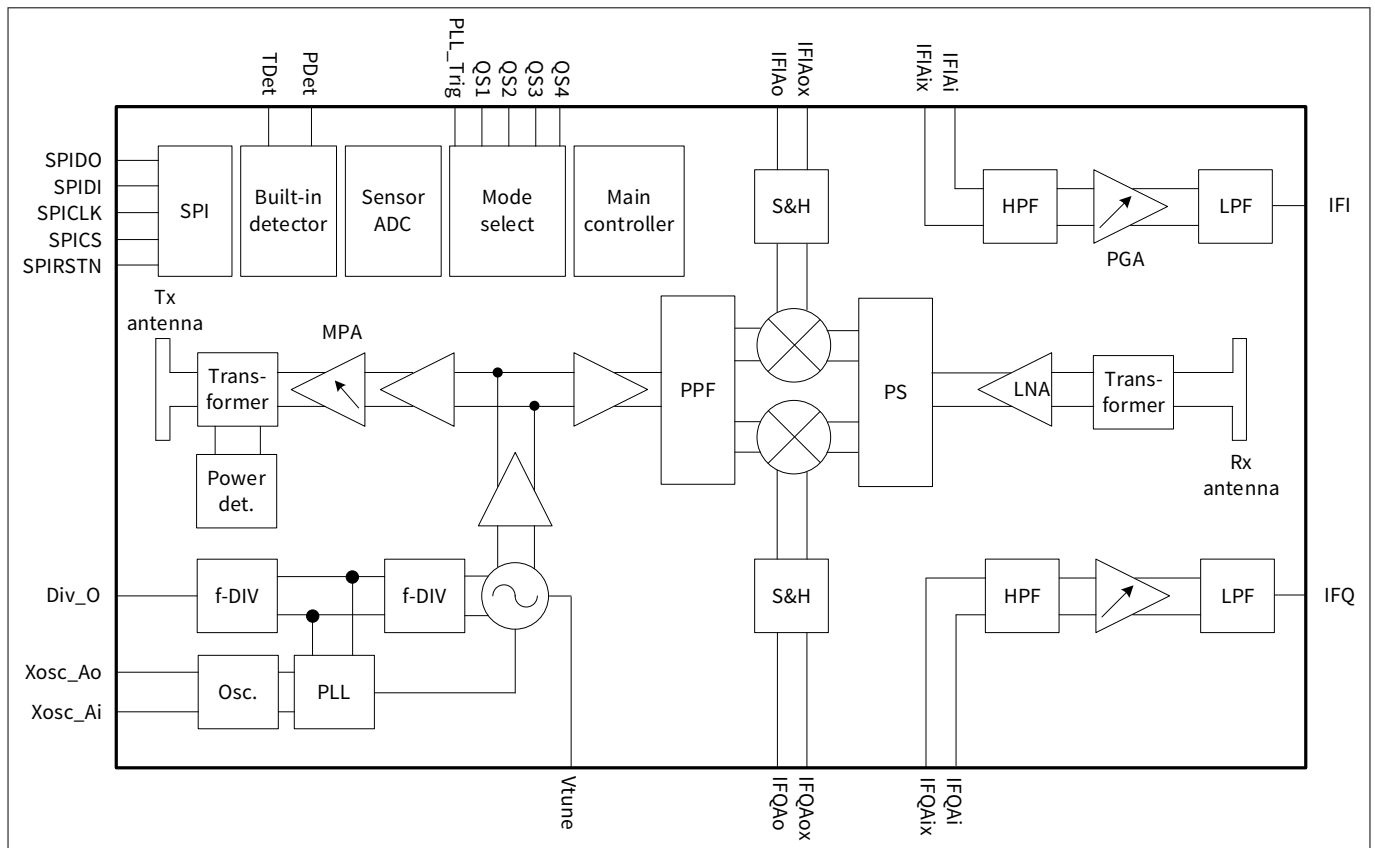 TDet
PDet
PLL_Trig
QS1
QS2
QS3
QS4
IFIAo
IFIAox
IFIAix
IFIAi
SPIDO
SPIDI
SPICLK
SPICS
SPIRSTN
SPI
Built-in
detector
Sensor
ADC
Mode
select
Main
controller
S&H
HPF
PGA
LPF
IFI
Tx
antenna
Trans-
former
MPA
PPF
PS
LNA
Trans-
former
Rx
antenna
Power
det.
Div_O
f-DIV
f-DIV
S&H
HPF
LPF
IFQ
Xosc_Ao
Xosc_Ai
Osc.
PLL
Vtune
IFQAo
IFQAox
IFQAix
IFQAi